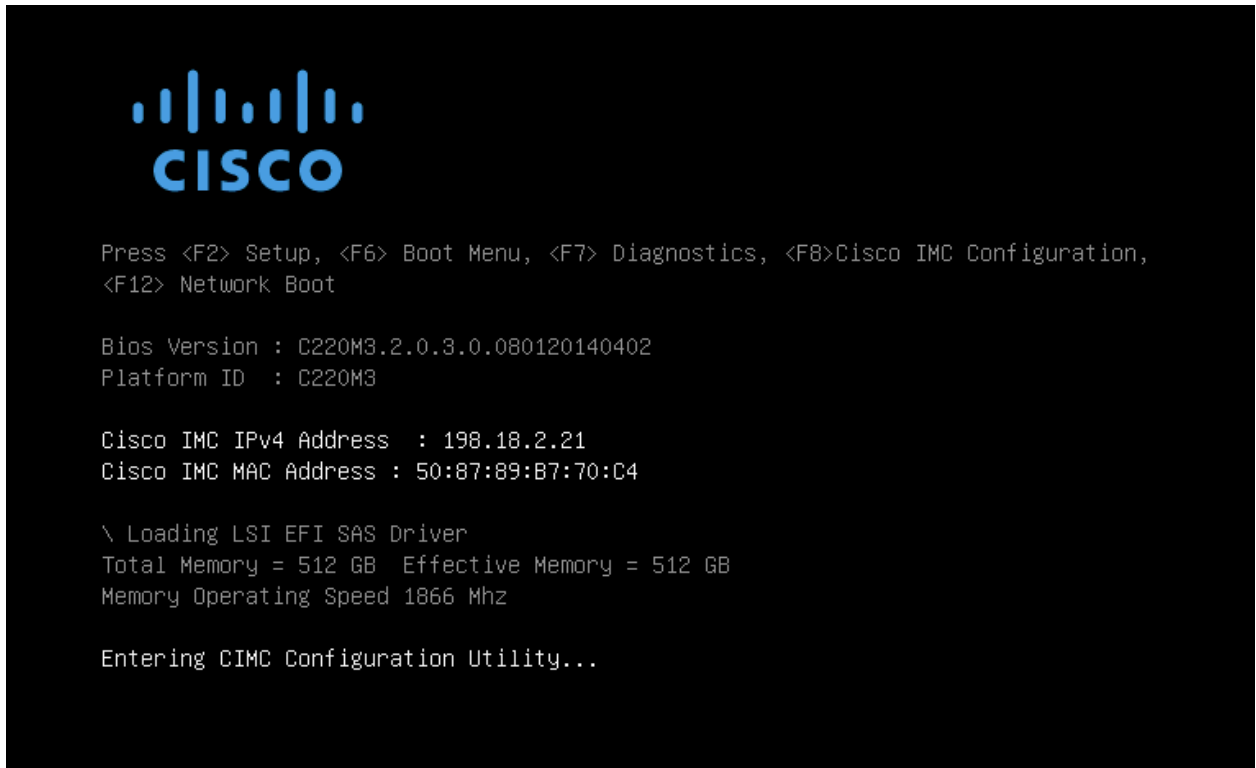 CISCO
Press <F2> Setup, <F6> Boot Menu, <F7> Diagnostics, <F8>Cisco IMC Configuration,
<F12> Network Boot
Bios Version : C220M3.2.0.3.0.080120140402
Platform ID  : C220M3
Cisco IMC IPv4 Address  : 198.18.2.21
Cisco IMC MAC Address : 50:87:89:B7:70:C4
\ Loading LSI EFI SAS Driver
Total Memory = 512 GB  Effective Memory = 512 GB
Memory Operating Speed 1866 Mhz
Entering CIMC Configuration Utility...